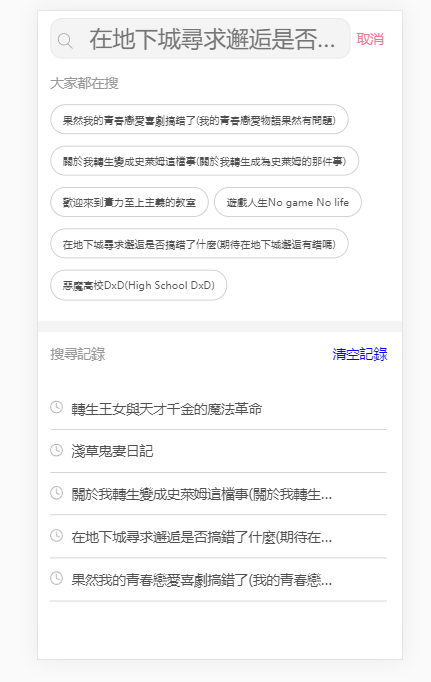 在地下城尋求邂逅是否...
取消
大家都在搜
果然我的青春戀愛喜劇搞錯了(我的青春戀愛物語果然有問題)
關於我轉生變成史萊姆這檔事(關於我轉生成為史萊姆的那件事)
歡迎來到實力至上主義的教室
遊戲人生No game No life
在地下城尋求邂逅是否搞錯了什麼(期待在地下城邂逅有錯嗎)
惡魔高校DxD(High School DxD)
搜尋記錄
清空記錄
轉生王女與天才千金的魔法革命
淺草鬼妻日記
關於我轉生變成史萊姆這檔事(關於我轉生...
在地下城尋求邂逅是否搞錯了什麼(期待在...
果然我的青春戀愛喜劇搞錯了(我的青春戀...